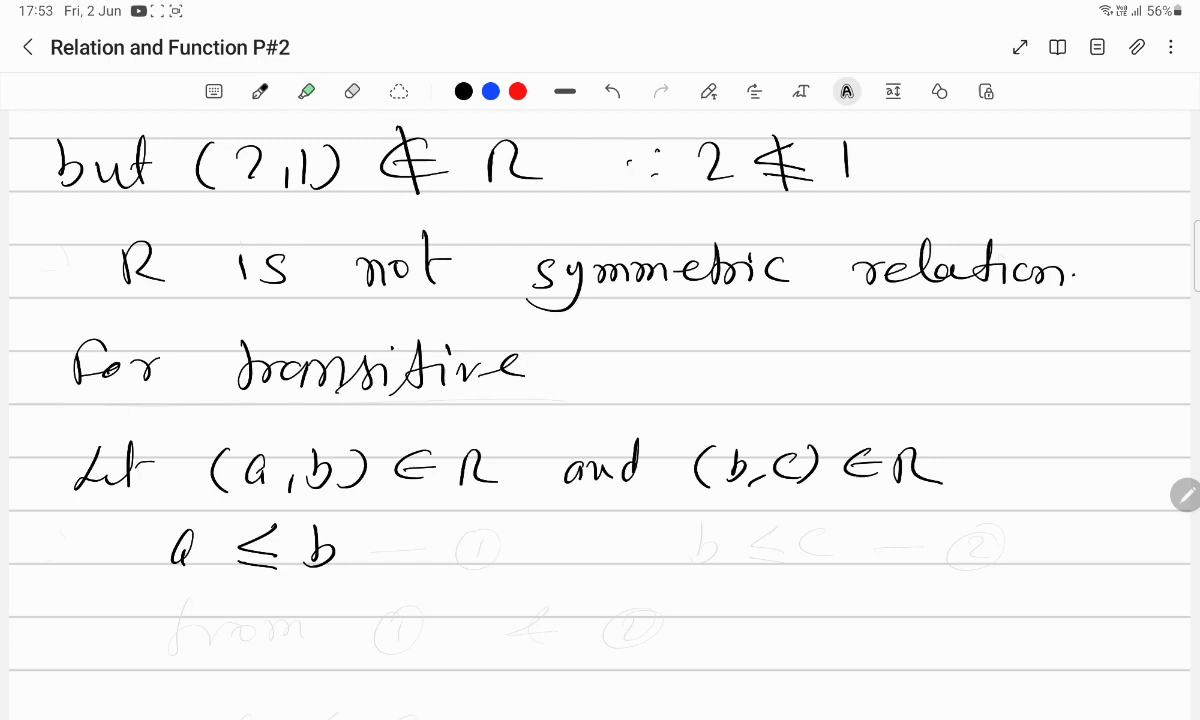 17:53 Fri, 2 Jun 56%
Relation and Function P#2
but (2,1) ∉ R ∵ 2 ≰ 1
R is not symmetric relation.
For transitive
Let (a,b) ∈ R and (b,c) ∈ R
a ≤ b — ① b ≤ c — ②
from ① & ②